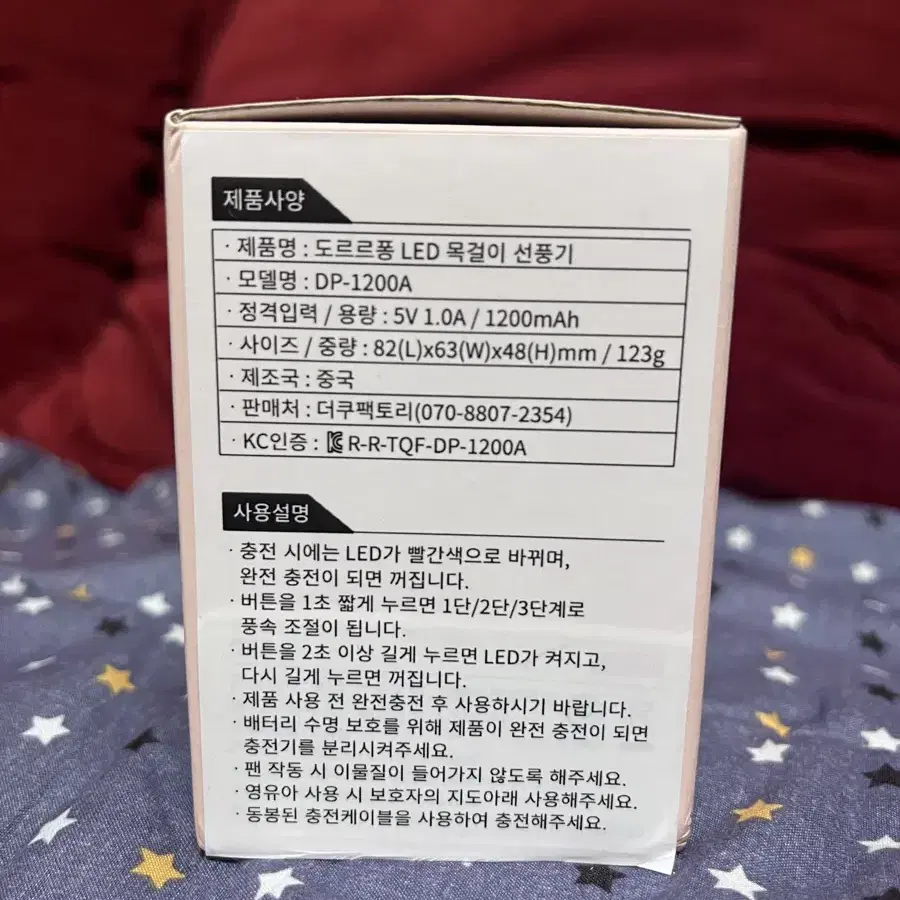 제품사양
· 제품명 : 도르르퐁 LED 목걸이 선풍기
· 모델명 : DP-1200A
· 정격입력 / 용량 : 5V 1.0A / 1200mAh
· 사이즈 / 중량 : 82(L)x63(W)x48(H)mm / 123g
· 제조국 : 중국
· 판매처 : 더쿠팩토리(070-8807-2354)
· KC인증 : R-R-TQF-DP-1200A
사용설명
· 충전 시에는 LED가 빨간색으로 바뀌며,
완전 충전이 되면 꺼집니다.
· 버튼을 1초 짧게 누르면 1단/2단/3단계로
풍속 조절이 됩니다.
· 버튼을 2초 이상 길게 누르면 LED가 켜지고,
다시 길게 누르면 꺼집니다.
· 제품 사용 전 완전충전 후 사용하시기 바랍니다.
· 배터리 수명 보호를 위해 제품이 완전 충전이 되면
충전기를 분리시켜주세요.
· 팬 작동 시 이물질이 들어가지 않도록 해주세요.
· 영유아 사용 시 보호자의 지도아래 사용해주세요.
· 동봉된 충전케이블을 사용하여 충전해주세요.